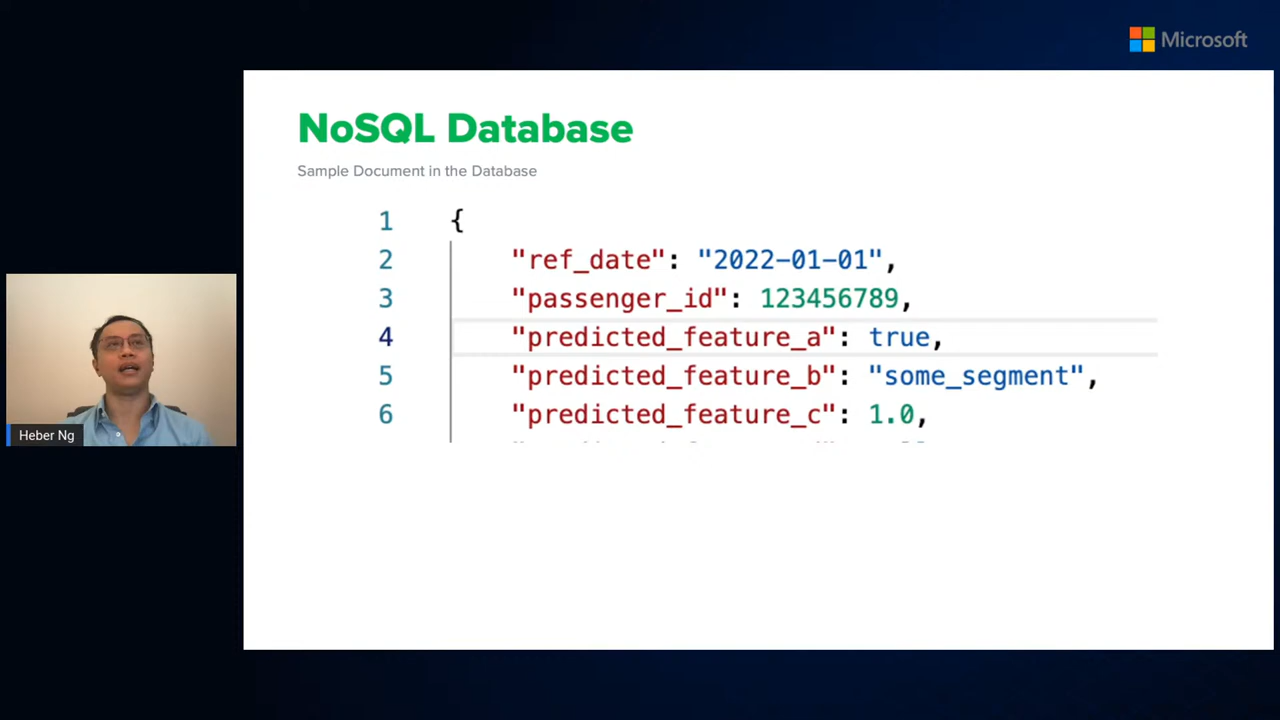 Microsoft
NoSQL Database
Sample Document in the Database
1 {
2 "ref_date": "2022-01-01",
3 "passenger_id": 123456789,
4 "predicted_feature_a": true,
5 "predicted_feature_b": "some_segment",
6 "predicted_feature_c": 1.0,
Heber Ng